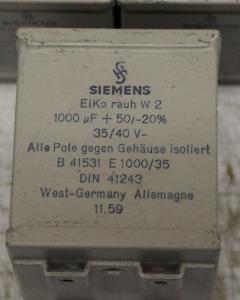 SIEMENS
ElKo rauh W 2
1000 µF + 50/-20%
35/40 V-
Alle Pole gegen Gehäuse isoliert
B 41531 E 1000/35
DIN 41243
West-Germany Allemagne
11.59